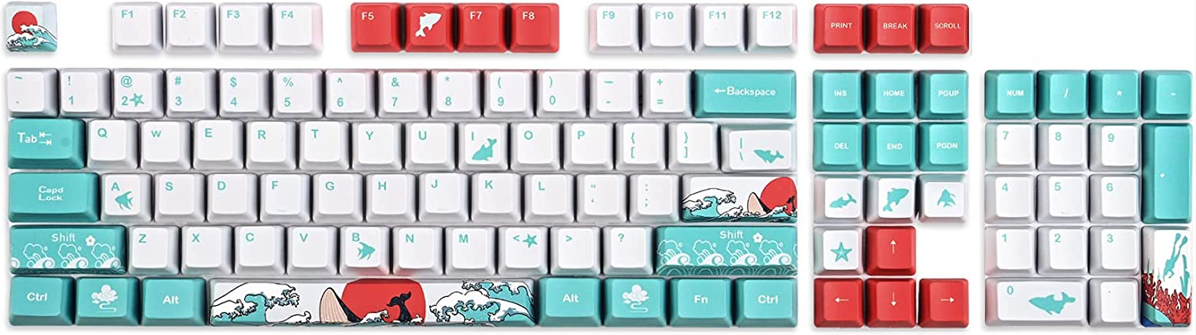 F1 F2 F3 F4 F5 F7 F8 F9 F10 F11 F12 PRINT BREAK SCROLL
~ ! @ # $ % ^ & * ( ) — + ←Backspace INS HOME PGUP NUM / * -
. 1 2 3 4 5 6 7 8 9 0 - =
Tab Q W E R T Y U I O P { } | DEL END PGDN 7 8 9
[ ] \
Capd A S D F G H J K L “ : 4 5 6
Lock ‘ ;
Shift Z X C V B N M < > ? Shift ↑ 1 2 3
Ctrl Alt Alt Fn Ctrl ← ↓ → 0